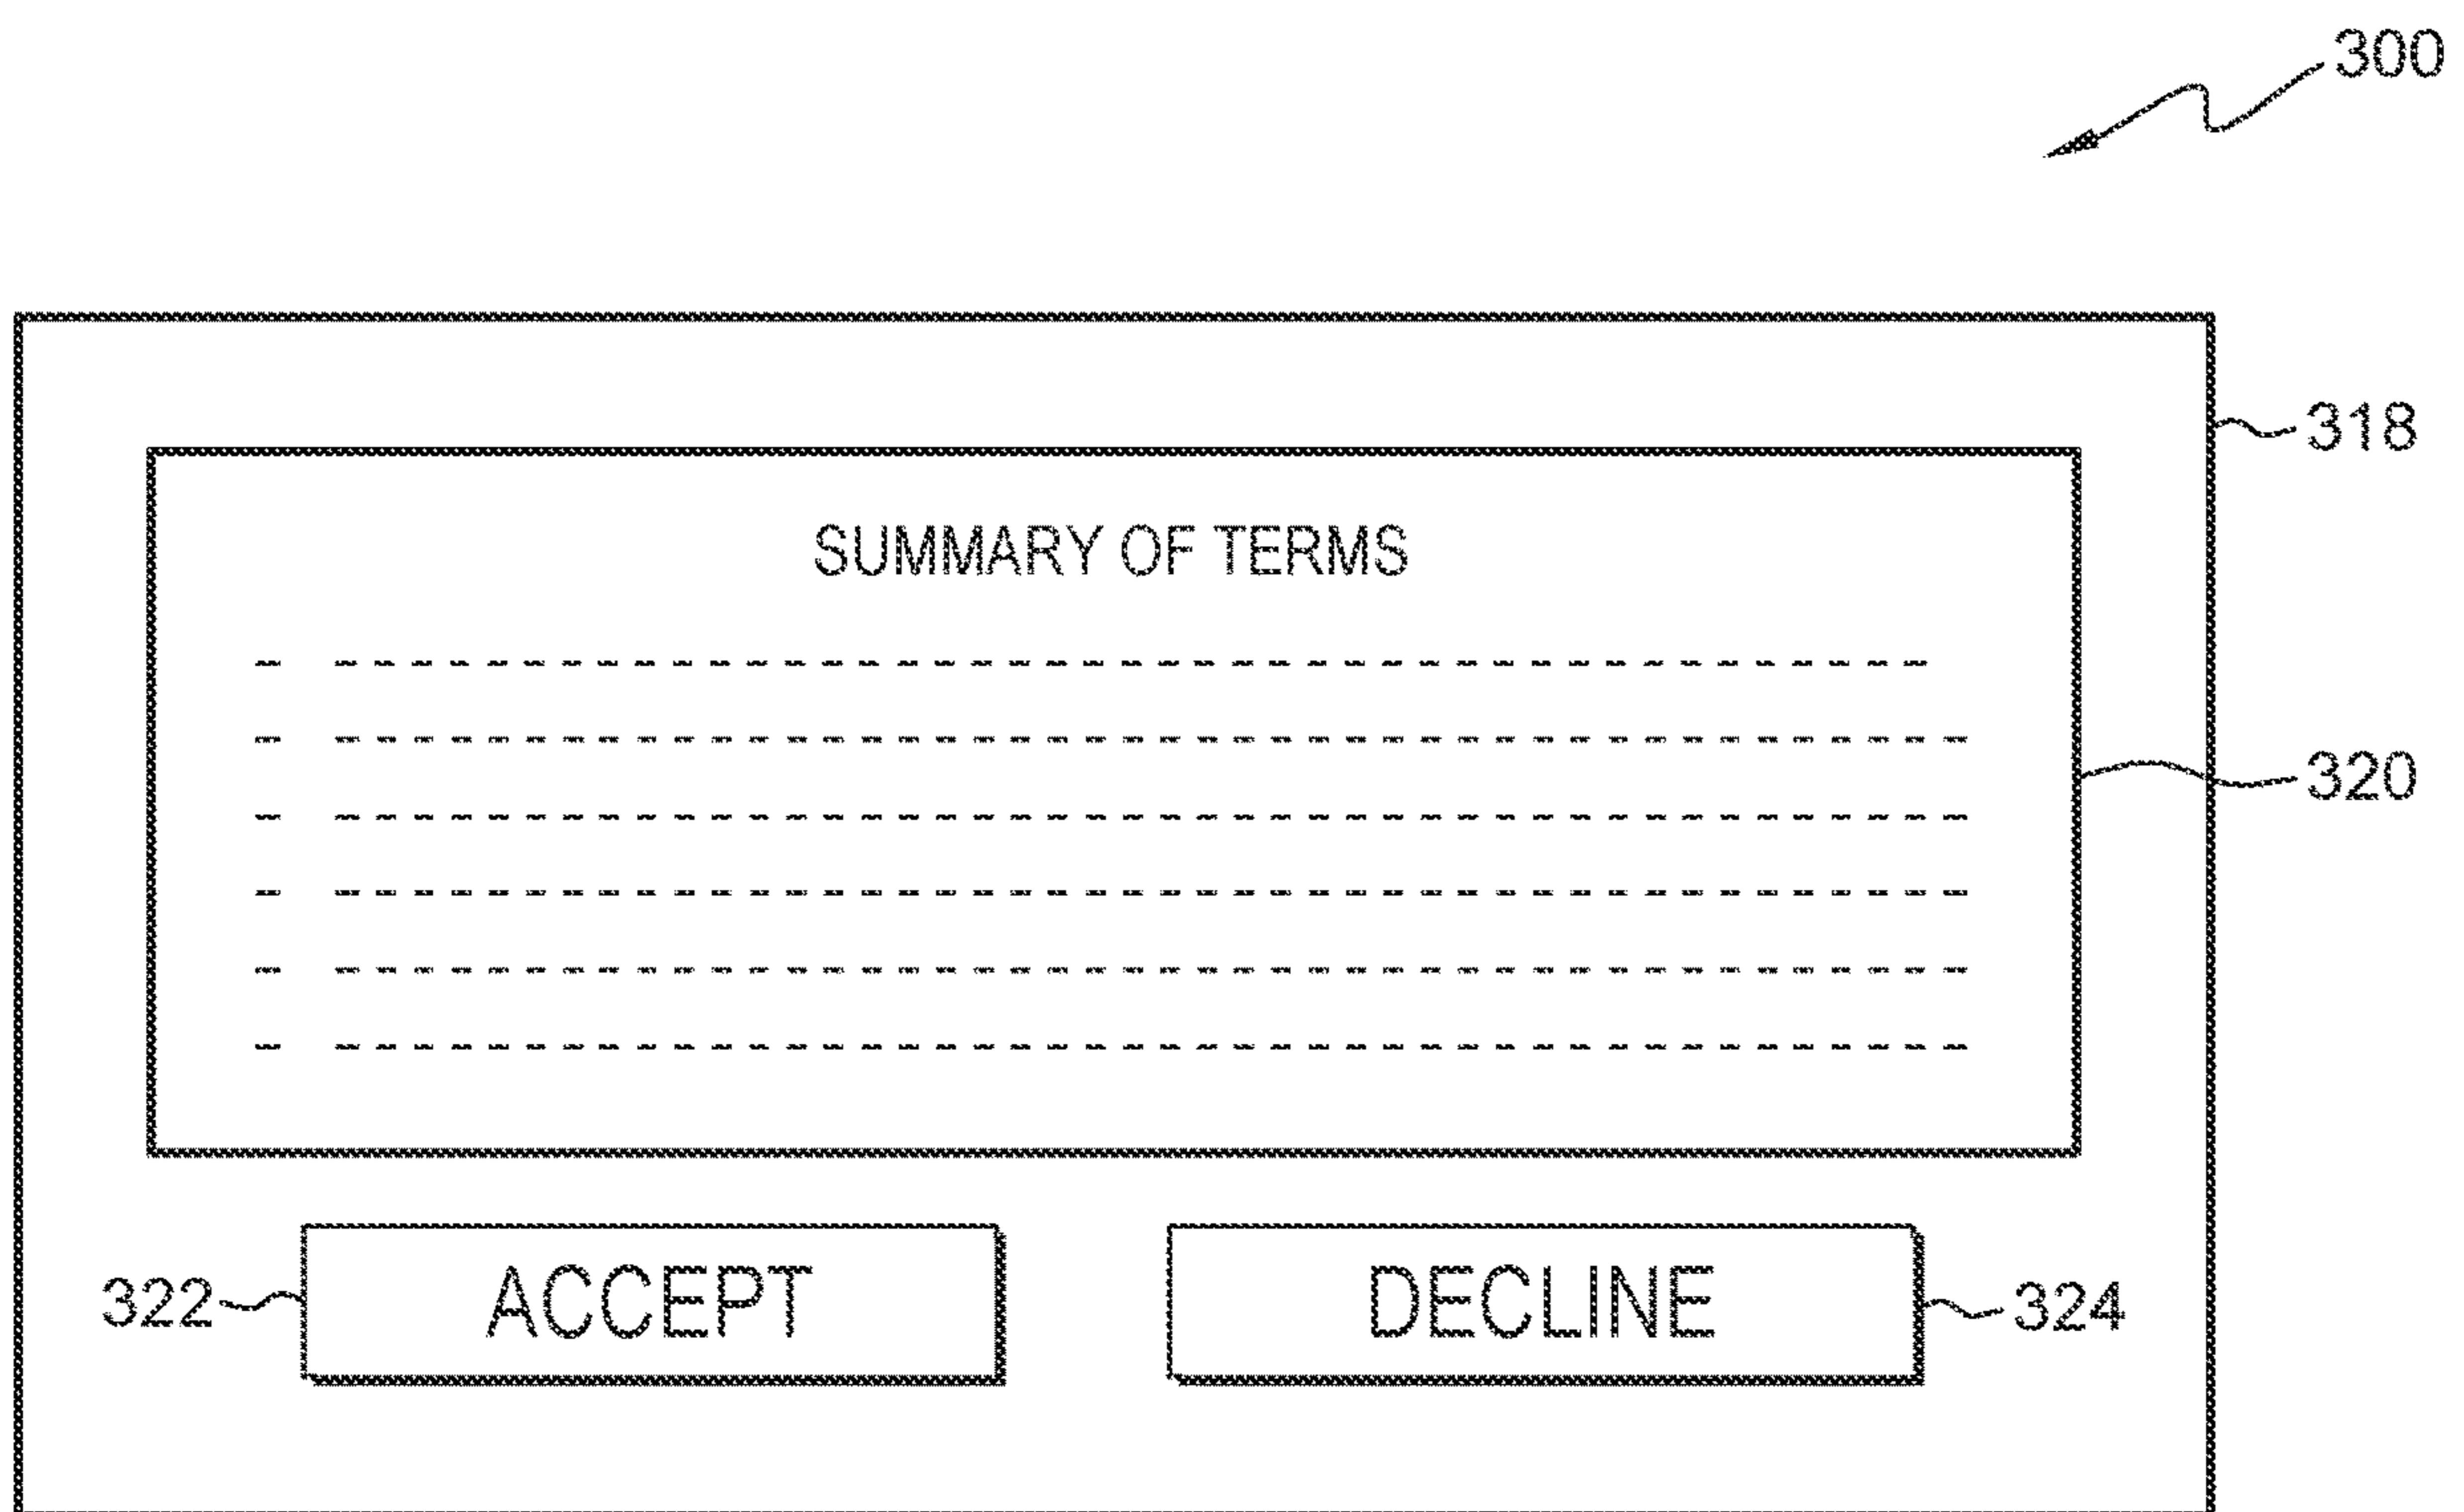 300
318
SUMMARY OF TERMS
320
322 ACCEPT DECLINE 324